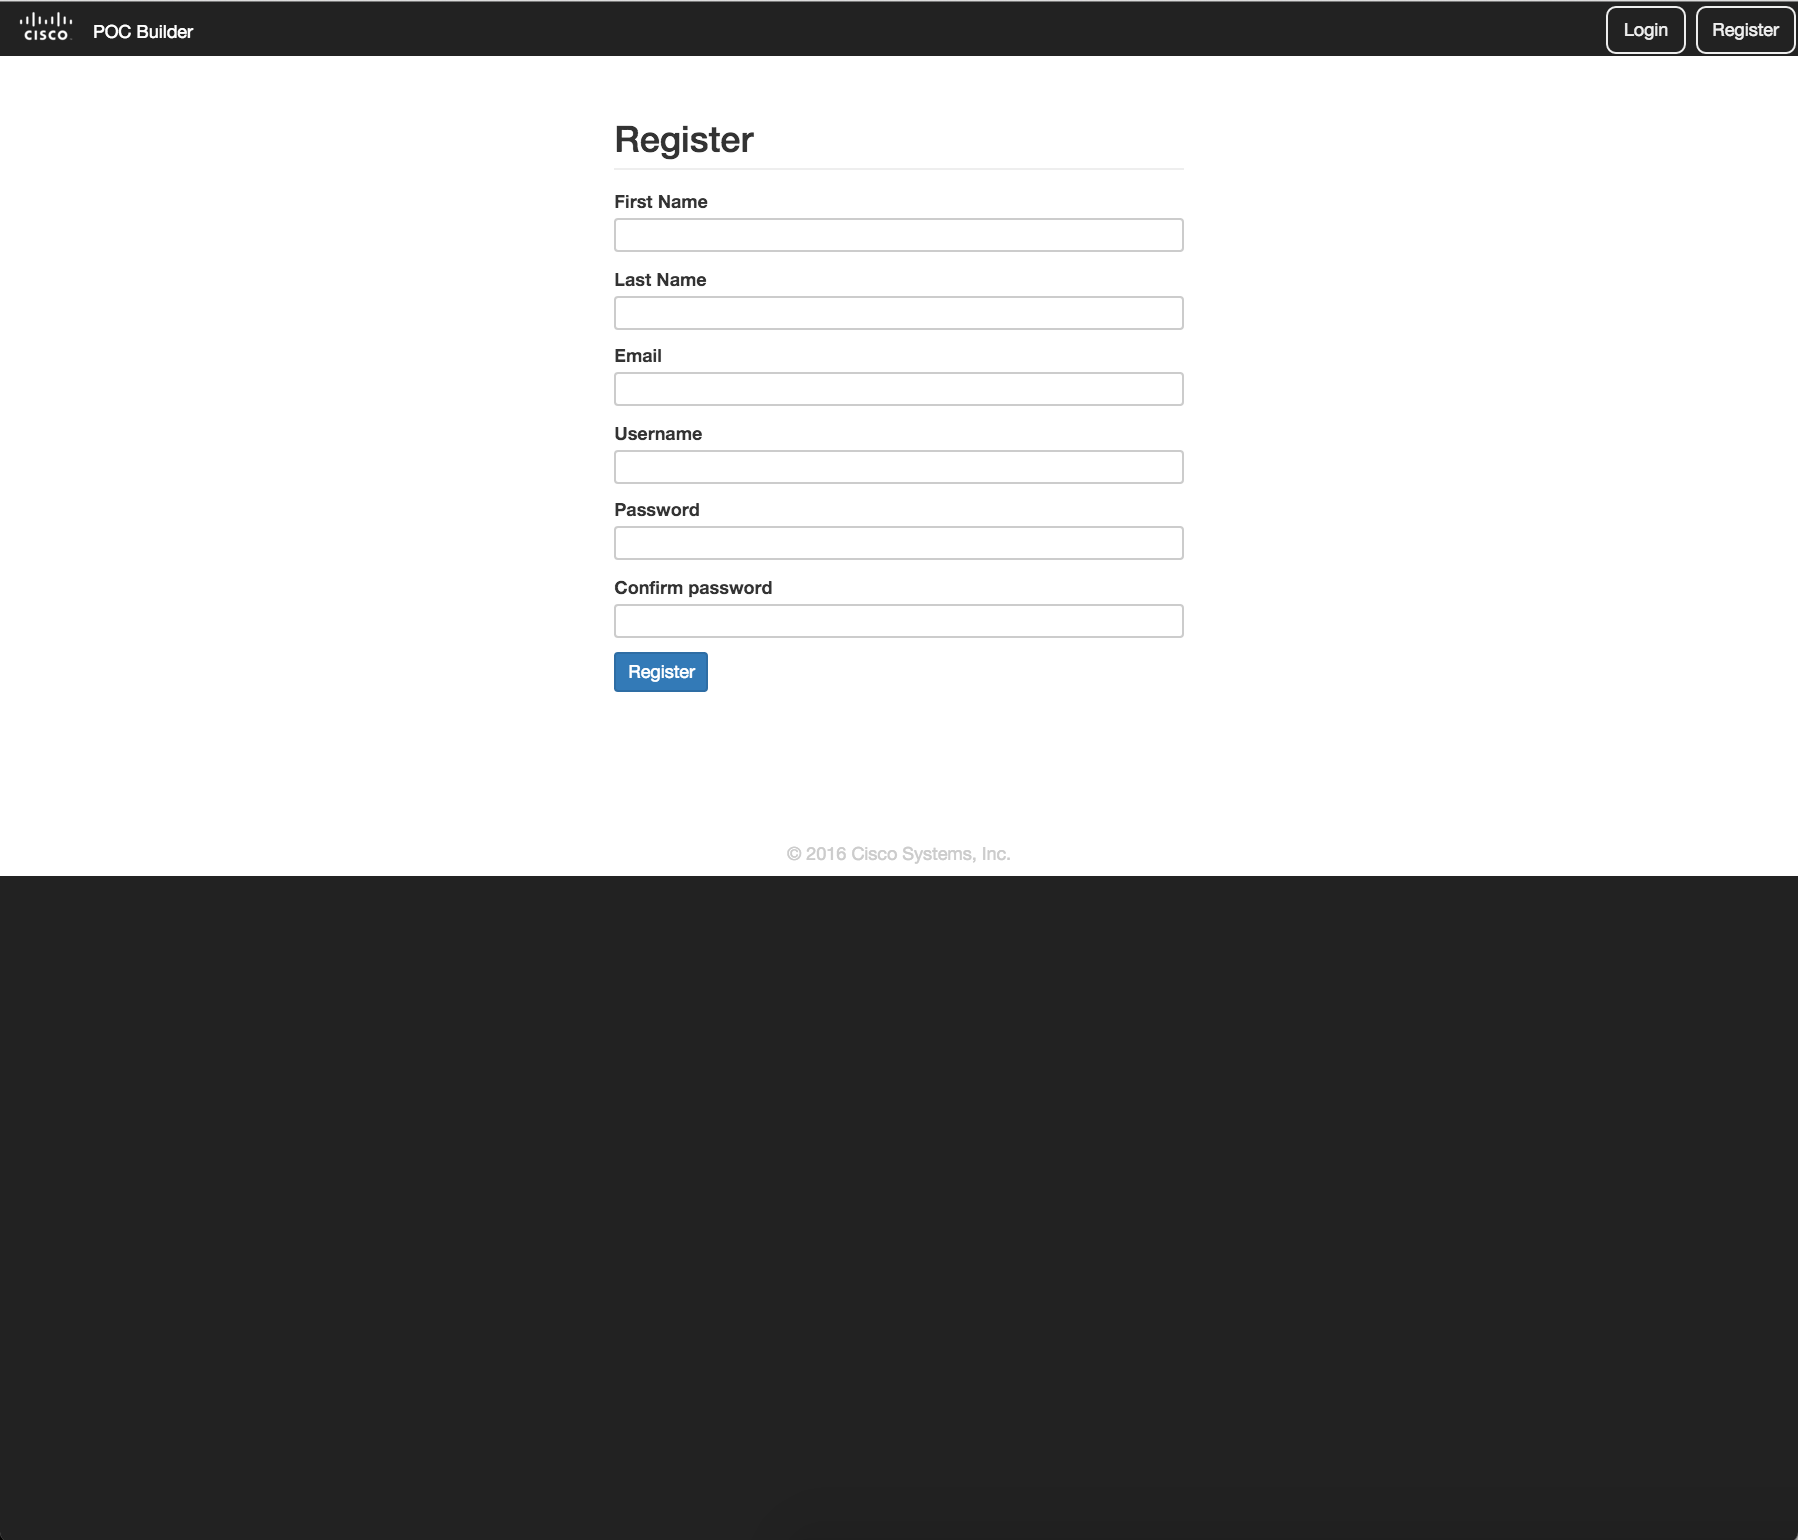 CISCO
POC Builder
Login
Register
Register
First Name
Last Name
Email
Username
Password
Confirm password
Register
© 2016 Cisco Systems, Inc.